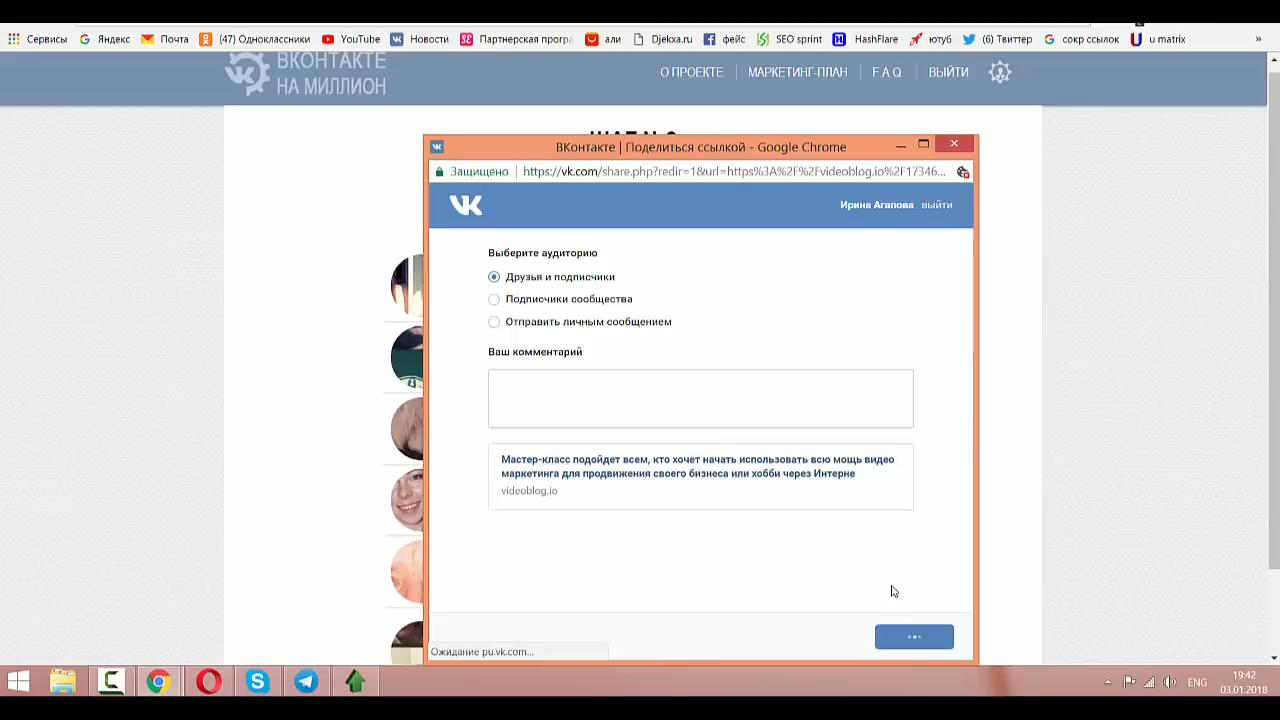 Сервисы
Яндекс
Почта
(47) Одноклассники
YouTube
Новости
Партнерская програ
али
Djekxa.ru
фейс
SEO sprint
HashFlare
ютуб
(6) Твиттер
сокр ссылок
u matrix
»
ВКОНТАКТЕ
НА МИЛЛИОН
О ПРОЕКТЕ
МАРКЕТИНГ-ПЛАН
F A Q
ВЫЙТИ
ВКонтакте | Поделиться ссылкой - Google Chrome
Защищено
https://vk.com/share.php?redir=1&url=https%3A%2F%2Fvideoblog.io%2F17346...
Ирина Агапова выйти
Выберите аудиторию
Друзья и подписчики
Подписчики сообщества
Отправить личным сообщением
Ваш комментарий
Мастер-класс подойдет всем, кто хочет начать использовать всю мощь видео
маркетинга для продвижения своего бизнеса или хобби через Интерне
videoblog.io
Ожидание pu.vk.com...
ENG
19:42
03.01.2018